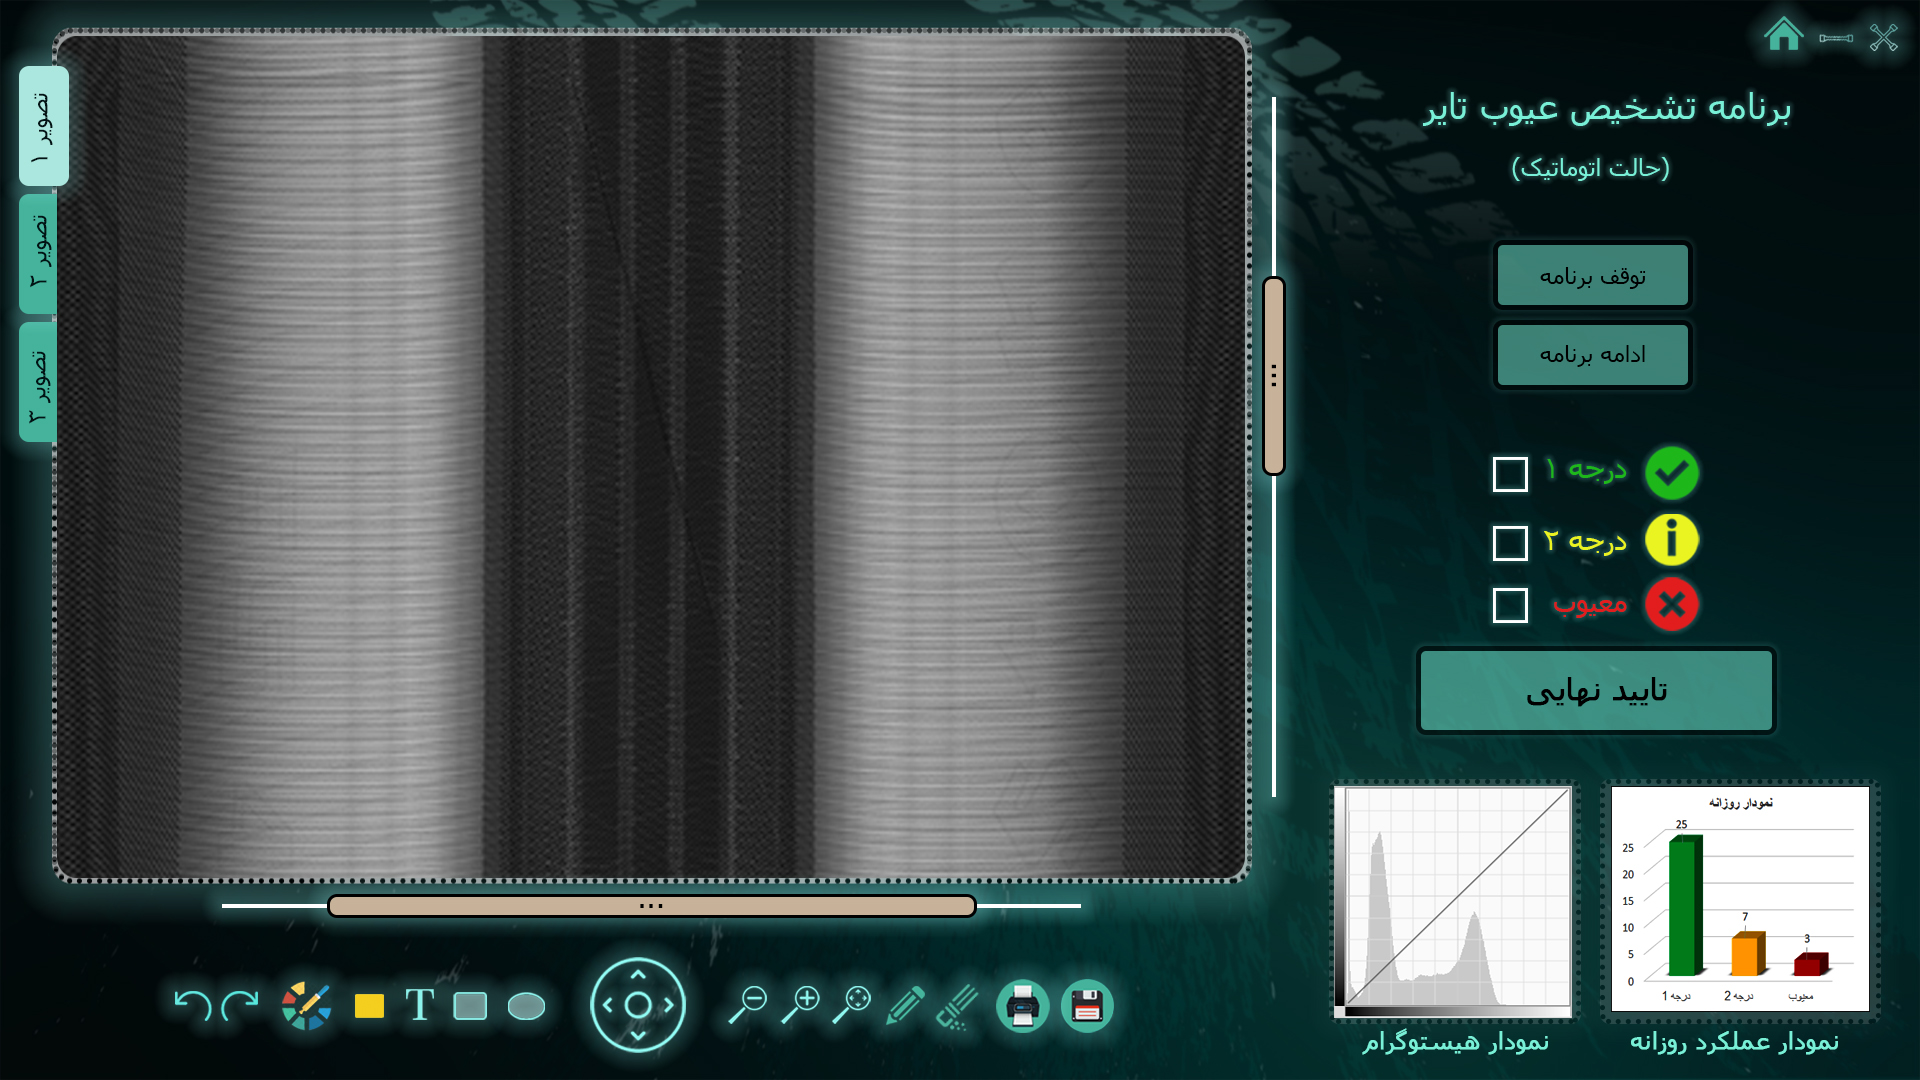 برنامه تشخیص عیوب تایر
(حالت اتوماتیک)
تصویر ۱
تصویر ۲
تصویر ۳
توقف برنامه
ادامه برنامه
درجه ۱
درجه ۲
معیوب
تایید نهایی
نمودار روزانه
25
7
3
25
20
15
10
5
0
درجه 1
درجه 2
معیوب
نمودار عملکرد روزانه
نمودار هیستوگرام
T